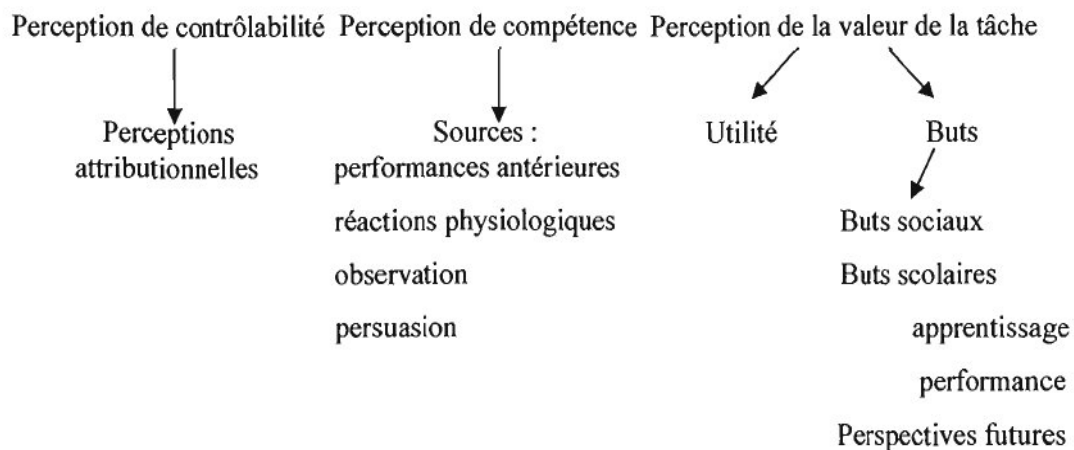 Perception de contrôlabilité Perception de compétence Perception de la valeur de la tâche
Perceptions
attributionnelles
Sources :
performances antérieures
réactions physiologiques
observation
persuasion
Utilité
Buts
Buts sociaux
Buts scolaires
apprentissage
performance
Perspectives futures